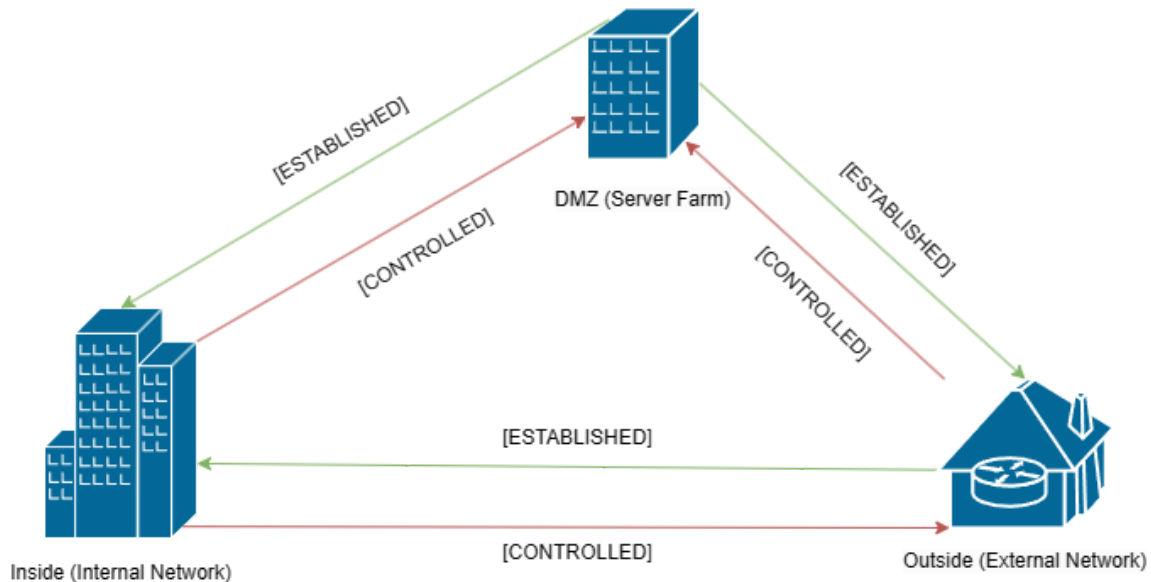 [ESTABLISHED]
[CONTROLLED]
DMZ (Server Farm)
[ESTABLISHED]
[CONTROLLED]
[ESTABLISHED]
[CONTROLLED]
Inside (Internal Network)
Outside (External Network)